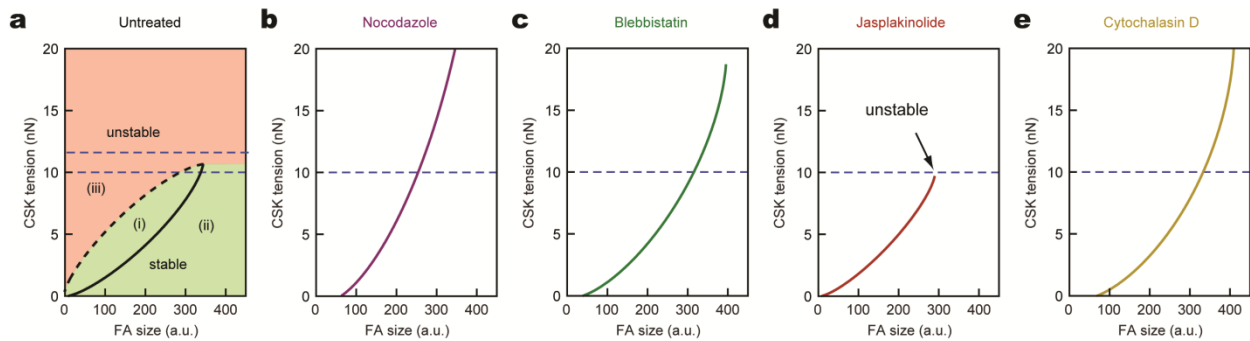 a Untreated
20
15
10
5
0
0 100 200 300 400
CSK tension (nN)
FA size (a.u.)
unstable
(iii)
(i)
(ii)
stable
b Nocodazole
20
15
10
5
0
0 100 200 300 400
CSK tension (nN)
FA size (a.u.)
c Blebbistatin
20
15
10
5
0
0 100 200 300 400
CSK tension (nN)
FA size (a.u.)
d Jasplakinolide
20
15
10
5
0
0 100 200 300 400
CSK tension (nN)
FA size (a.u.)
unstable
e Cytochalasin D
20
15
10
5
0
0 100 200 300 400
CSK tension (nN)
FA size (a.u.)